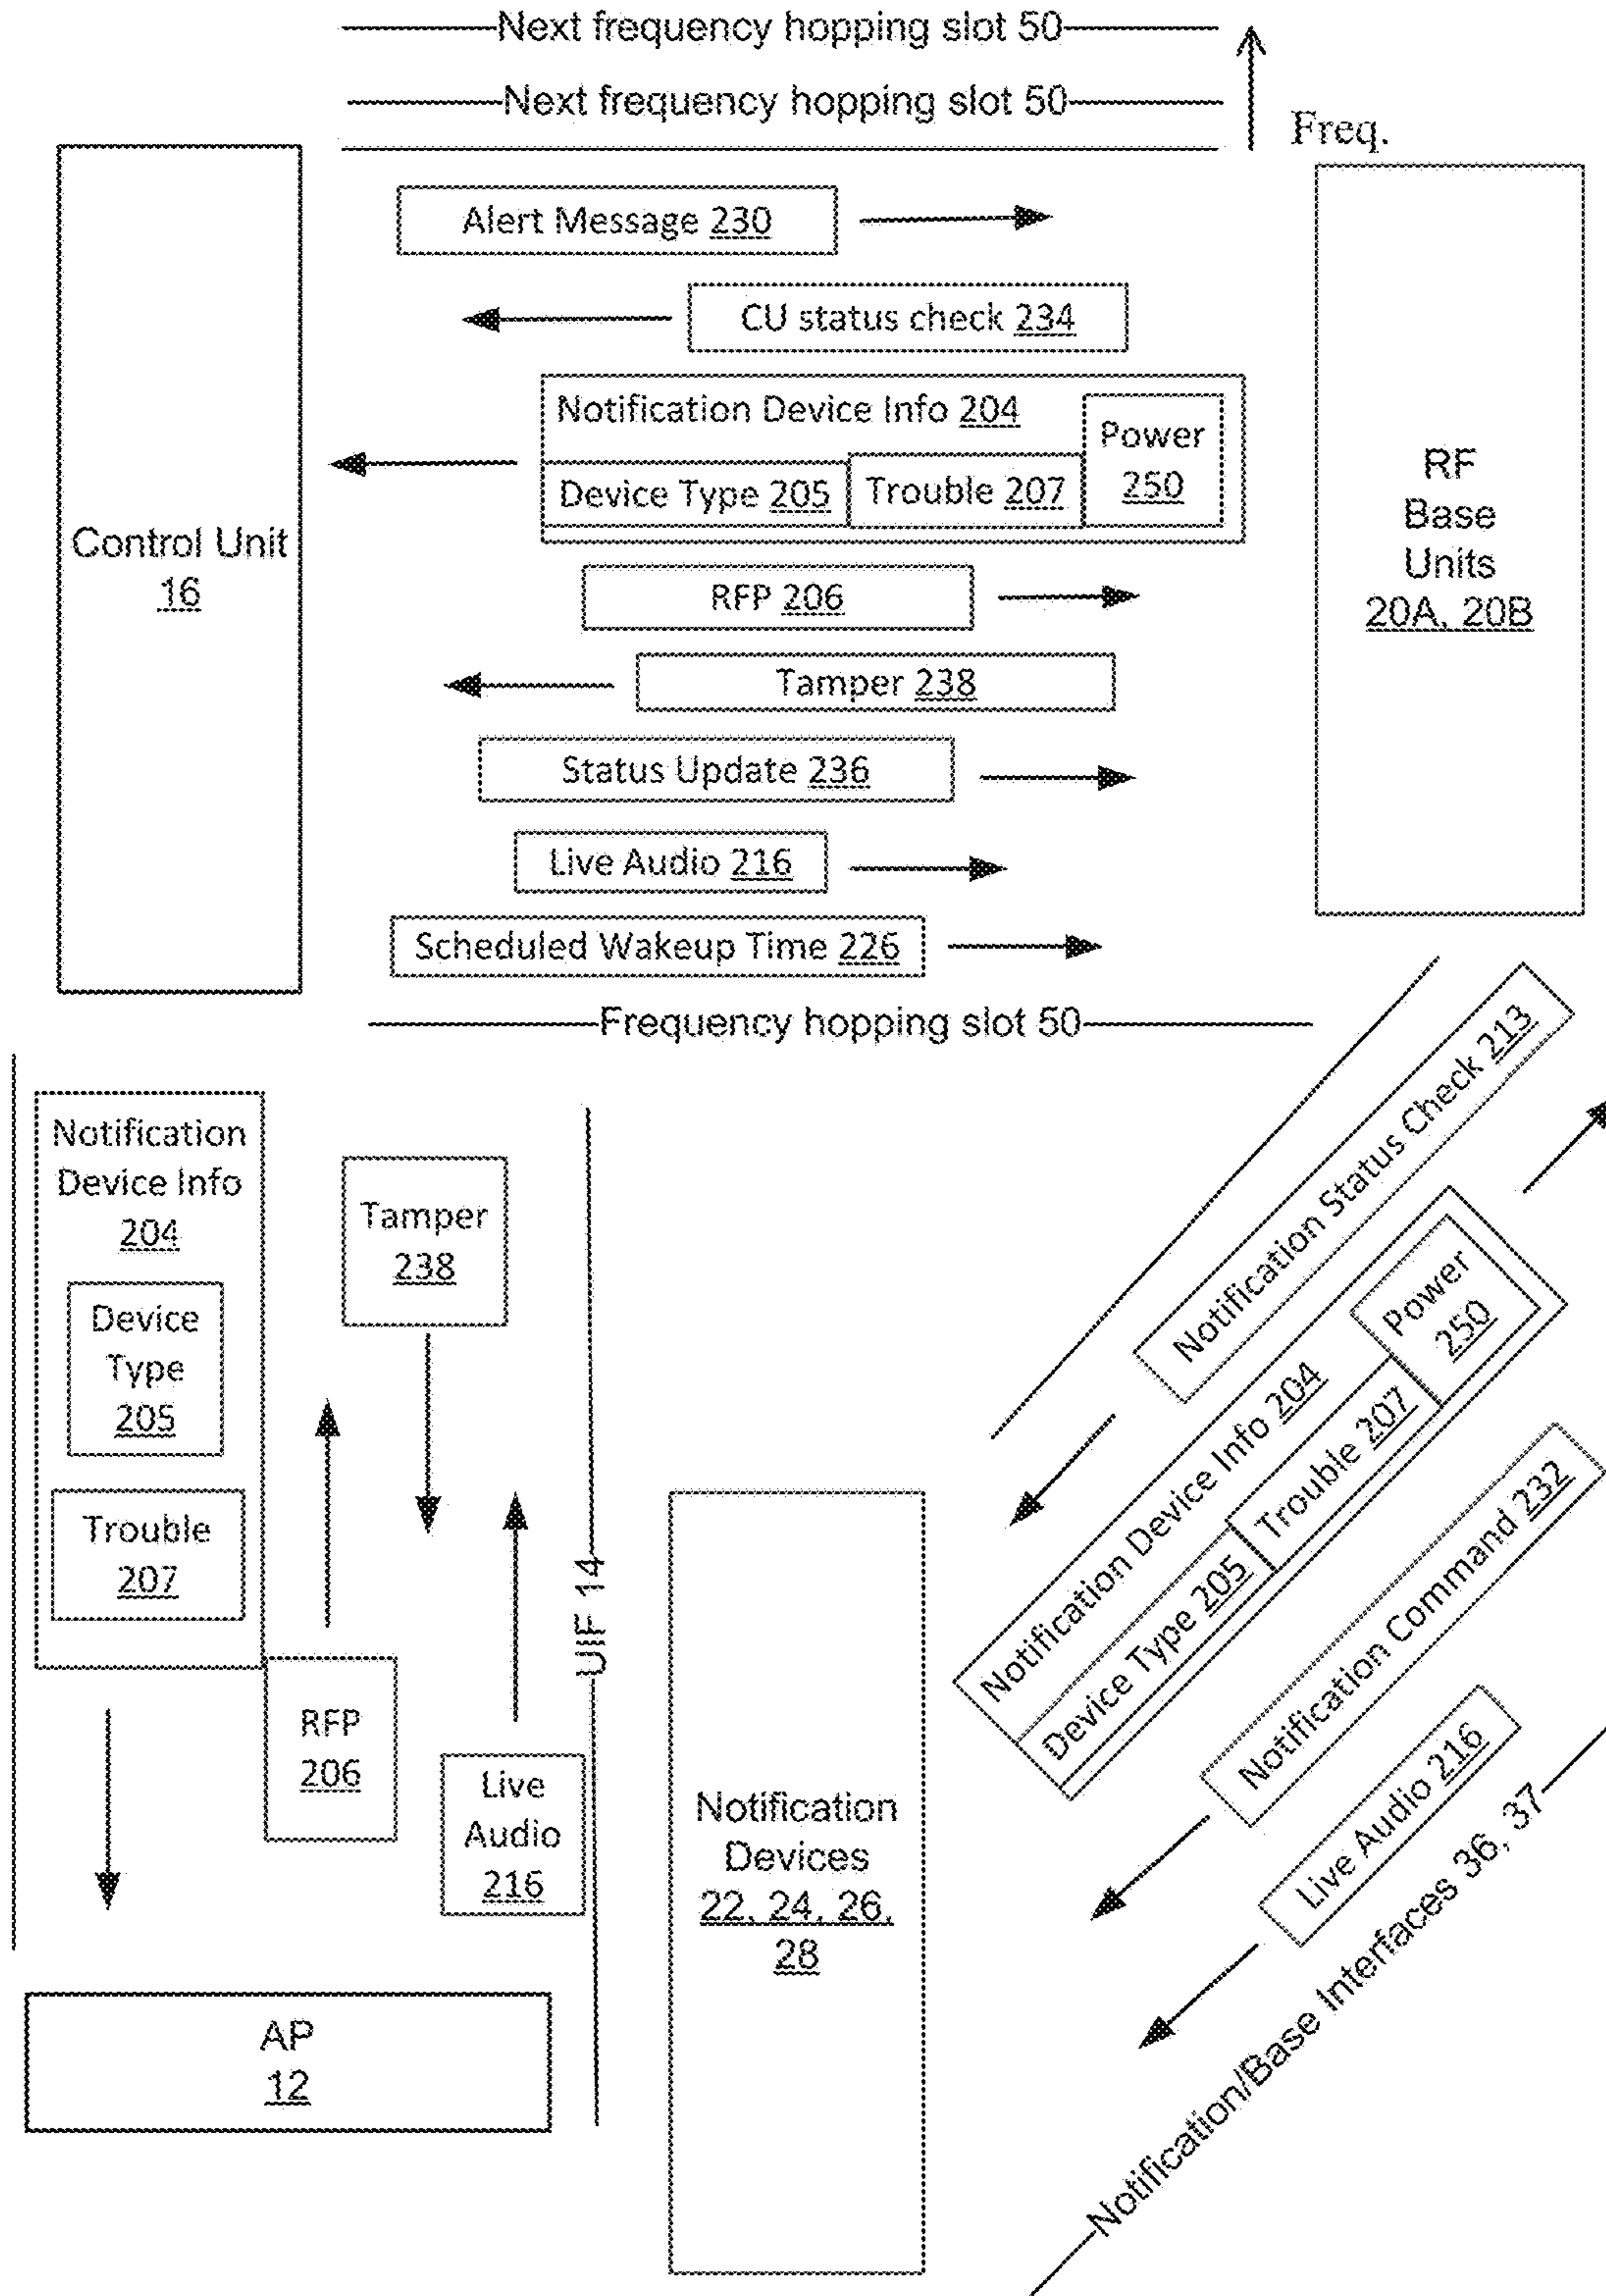 Next frequency hopping slot 50
Next frequency hopping slot 50
Freq.
Alert Message 230
CU status check 234
Notification Device Info 204
Power
250
Device Type 205
Trouble 207
Control Unit
16
RF
Base
Units
20A, 20B
RFP 206
Tamper 238
Status Update 236
Live Audio 216
Scheduled Wakeup Time 226
Frequency hopping slot 50
Notification
Device Info
204
Device
Type
205
Trouble
207
Tamper
238
RFP
206
Live
Audio
216
UIF 14
AP
12
Notification
Devices
22, 24, 26,
28
Notification Status Check 213
Notification Device Info 204
Power
250
Device Type 205
Trouble 207
Notification Command 232
Live Audio 216
Notification/Base Interfaces 36, 37